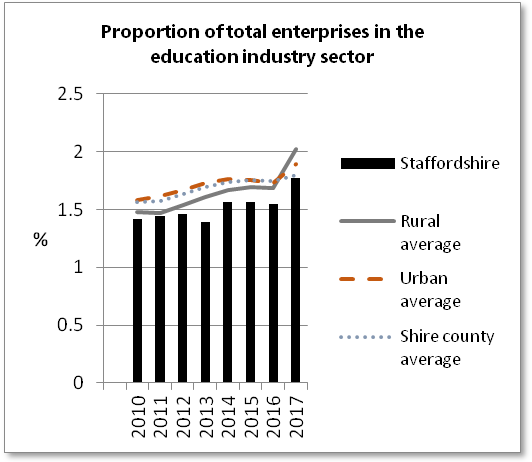 Proportion of total enterprises in the
education industry sector
2.5
2
1.5
1
0.5
0
%
2010
2011
2012
2013
2014
2015
2016
2017
Staffordshire
Rural
average
Urban
average
Shire county
average